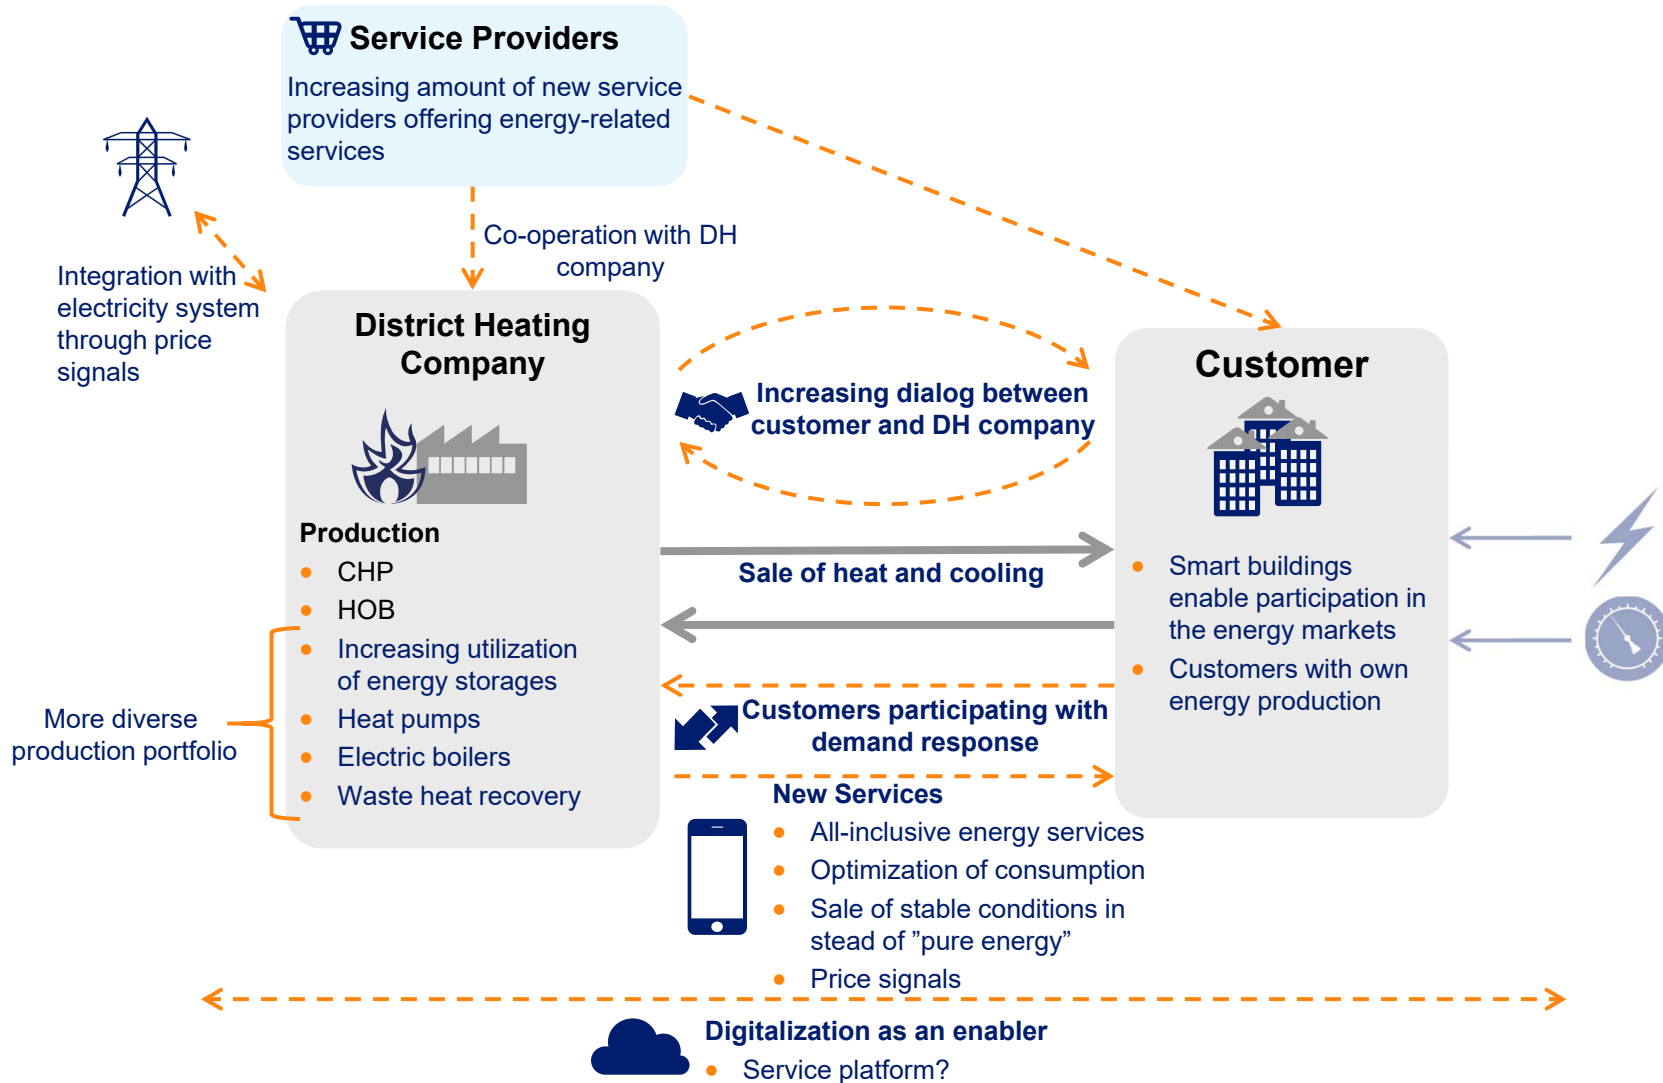 Service Providers
Increasing amount of new service
providers offering energy-related
services
Co-operation with DH
company
Integration with
electricity system
through price
signals
District Heating
Company
Production
• CHP
• HOB
• Increasing utilization
of energy storages
• Heat pumps
• Electric boilers
• Waste heat recovery
More diverse
production portfolio
Increasing dialog between
customer and DH company
Sale of heat and cooling
Customers participating with
demand response
New Services
• All-inclusive energy services
• Optimization of consumption
• Sale of stable conditions in
stead of ”pure energy”
• Price signals
Customer
• Smart buildings
enable participation in
the energy markets
• Customers with own
energy production
Digitalization as an enabler
• Service platform?